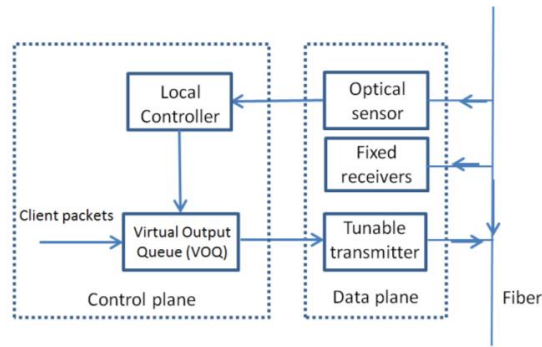 Local
Controller
Optical
sensor
Fixed
receivers
Client packets
Virtual Output
Queue (VOQ)
Tunable
transmitter
Control plane
Data plane
Fiber